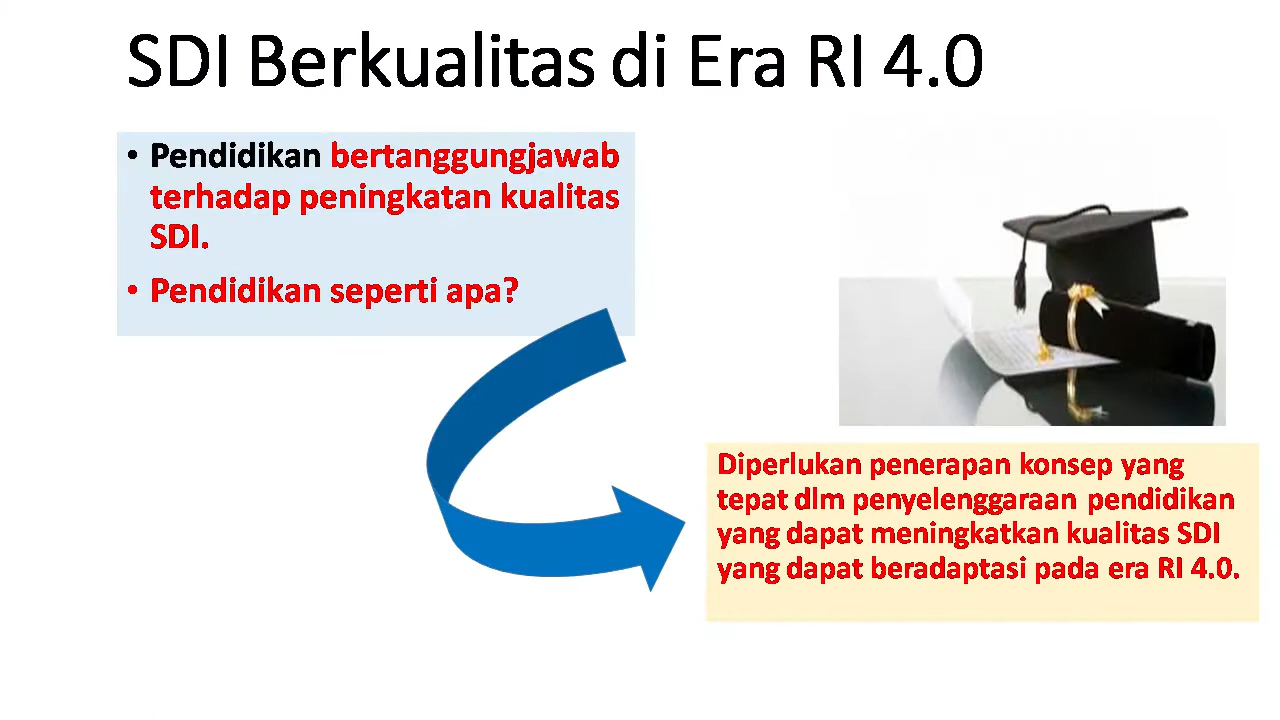 SDI Berkualitas di Era RI 4.0
• Pendidikan bertanggungjawab
terhadap peningkatan kualitas
SDI.
• Pendidikan seperti apa?
Diperlukan penerapan konsep yang
tepat dlm penyelenggaraan pendidikan
yang dapat meningkatkan kualitas SDI
yang dapat beradaptasi pada era RI 4.0.